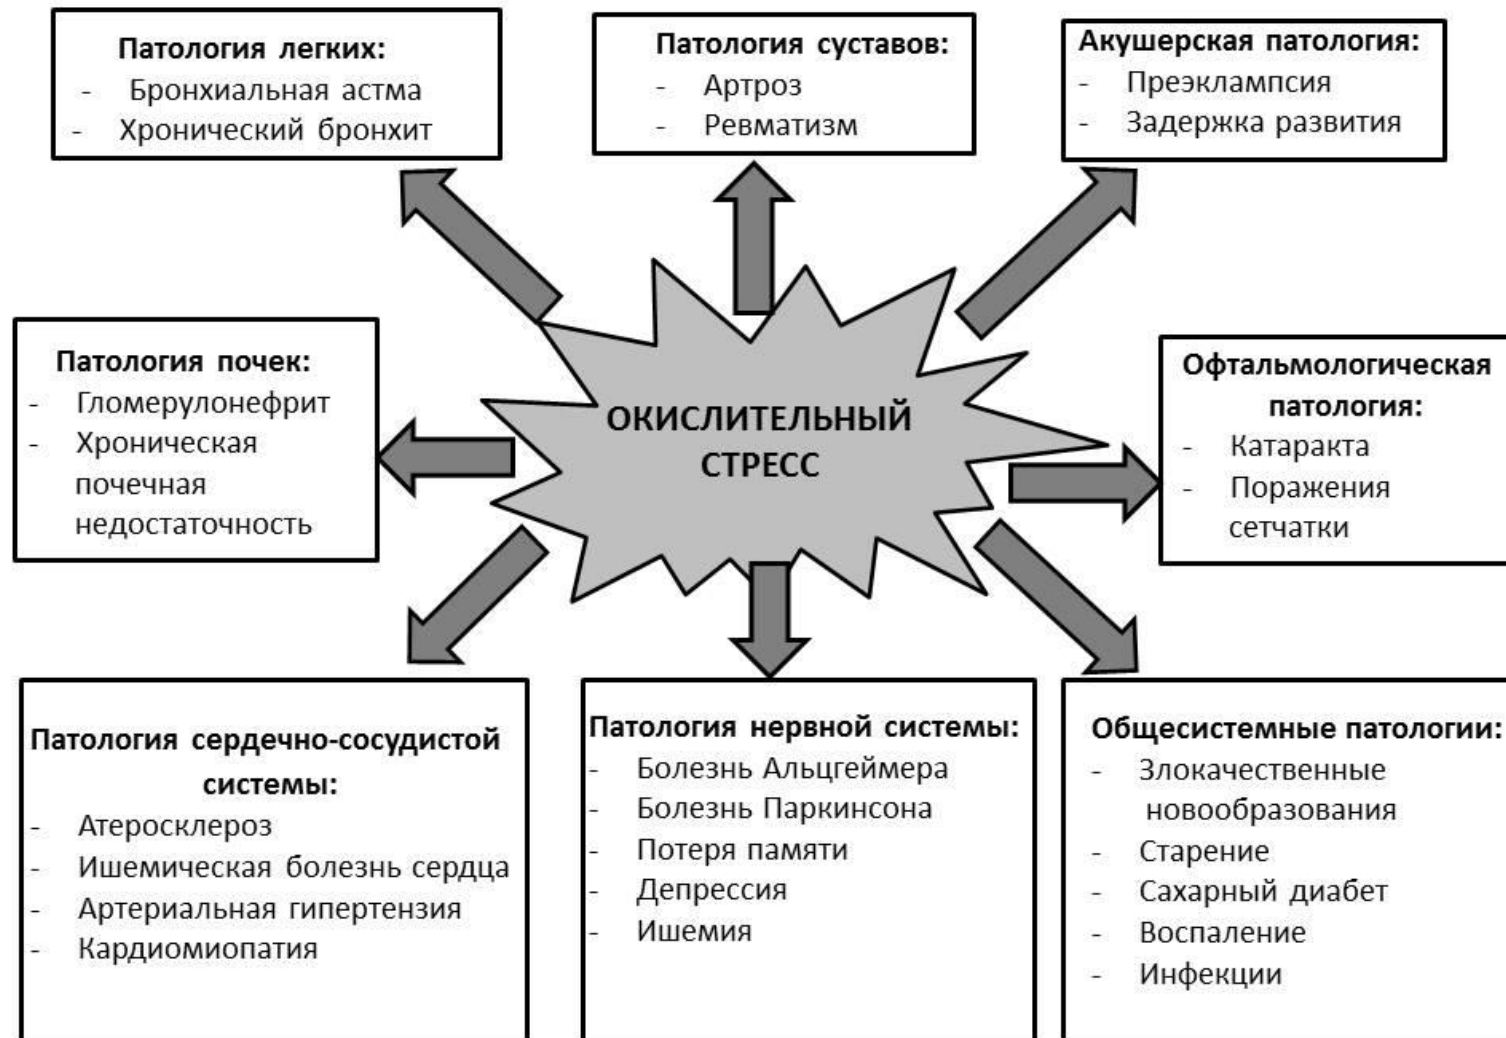 Патология легких:
- Бронхиальная астма
- Хронический бронхит
Патология суставов:
- Артроз
- Ревматизм
Акушерская патология:
- Преэклампсия
- Задержка развития
Патология почек:
- Гломерулонефрит
- Хроническая
почечная
недостаточность
ОКИСЛИТЕЛЬНЫЙ
СТРЕСС
Офтальмологическая
патология:
- Катаракта
- Поражения
сетчатки
Патология сердечно-сосудистой
системы:
- Атеросклероз
- Ишемическая болезнь сердца
- Артериальная гипертензия
- Кардиомиопатия
Патология нервной системы:
- Болезнь Альцгеймера
- Болезнь Паркинсона
- Потеря памяти
- Депрессия
- Ишемия
Общесистемные патологии:
- Злокачественные
новообразования
- Старение
- Сахарный диабет
- Воспаление
- Инфекции